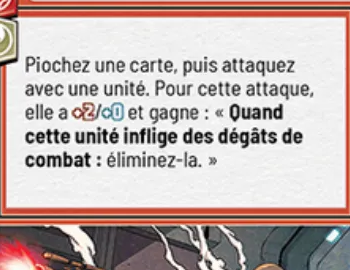 Piochez une carte, puis attaquez
avec une unité. Pour cette attaque,
elle a +2/+0 et gagne : « Quand
cette unité inflige des dégâts de
combat : éliminez-la. »